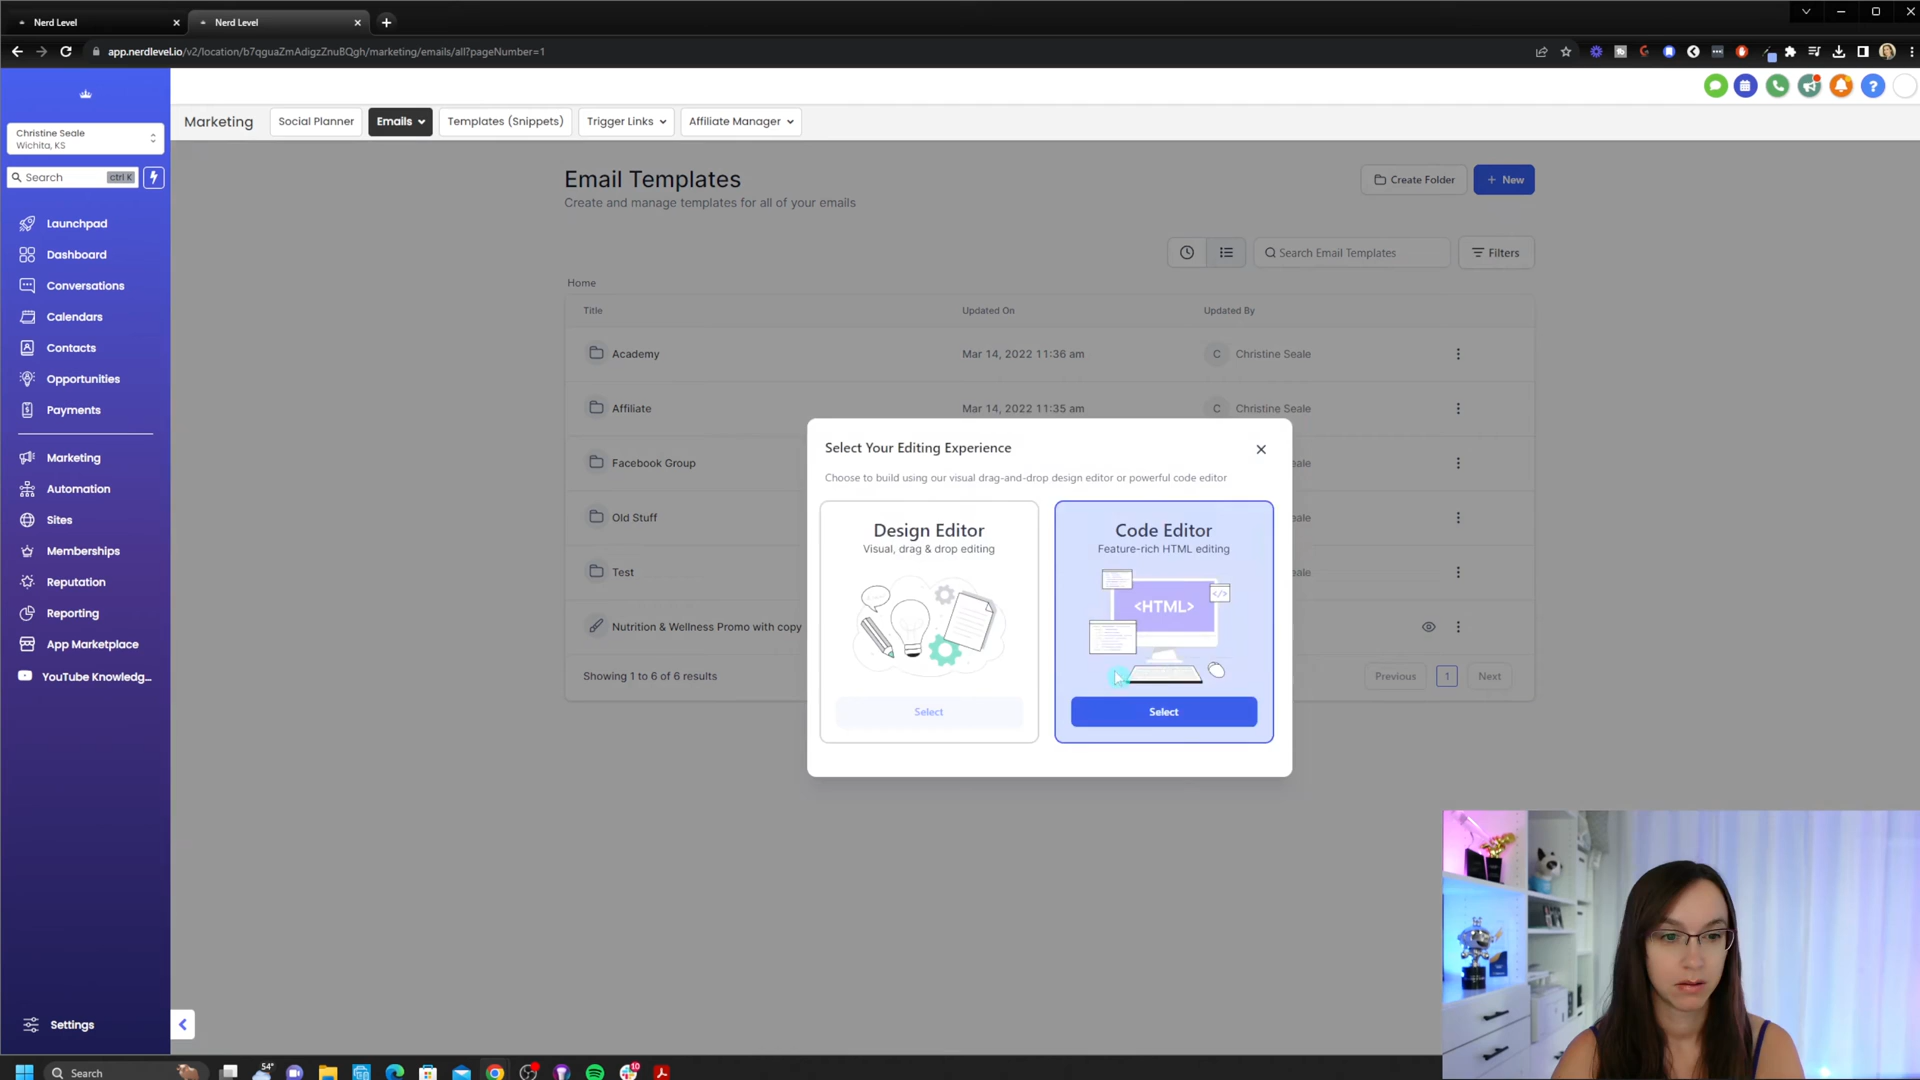 Nerd Level
Nerd Level
app.nerdlevel.io/v2/location/b7qguaZmAdigzZnuBQgh/marketing/emails/all?pageNumber=1
Christine Seale
Wichita, KS
Search ctrl K
Launchpad
Dashboard
Conversations
Calendars
Contacts
Opportunities
Payments
Marketing
Automation
Sites
Memberships
Reputation
Reporting
App Marketplace
YouTube Knowledg...
Settings
Marketing Social Planner Emails Templates (Snippets) Trigger Links Affiliate Manager
Email Templates
Create and manage templates for all of your emails
Create Folder + New
Search Email Templates Filters
Home
Title Updated On Updated By
Academy Mar 14, 2022 11:36 am C Christine Seale
Affiliate Mar 14, 2022 11:35 am C Christine Seale
Facebook Group eale
Old Stuff eale
Test eale
Nutrition & Wellness Promo with copy
Showing 1 to 6 of 6 results Previous 1 Next
Select Your Editing Experience
Choose to build using our visual drag-and-drop design editor or powerful code editor
Design Editor
Visual, drag & drop editing
Select
Code Editor
Feature-rich HTML editing
<HTML>
</>
Select
54°
Search
10